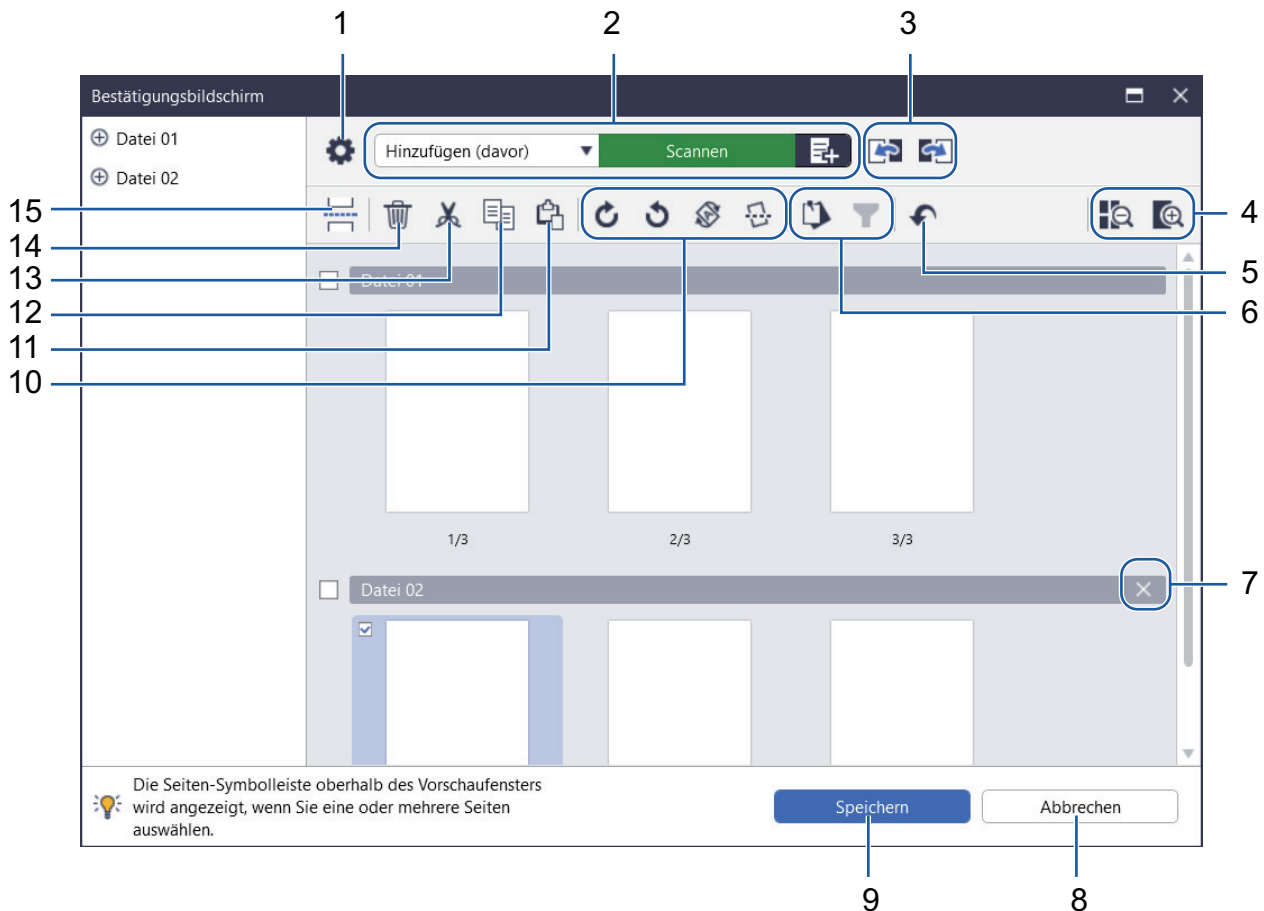 1 2 3
Bestätigungsbildschirm
Datei 01
Datei 02
Hinzufügen (davor)
Scannen
15
14
13
12
11
10
4
5
6
Datei 01
1/3 2/3 3/3
Datei 02
7
Die Seiten-Symbolleiste oberhalb des Vorschaufensters
wird angezeigt, wenn Sie eine oder mehrere Seiten
auswählen.
Speichern
Abbrechen
9 8